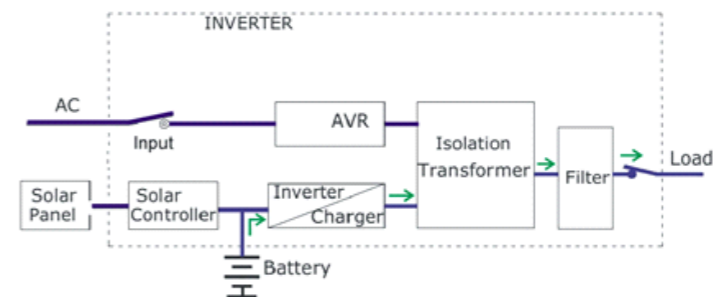 INVERTER
AC
Input
AVR
Isolation
Transformer
Filter
Load
Solar
Panel
Solar
Controller
Inverter
Charger
Battery